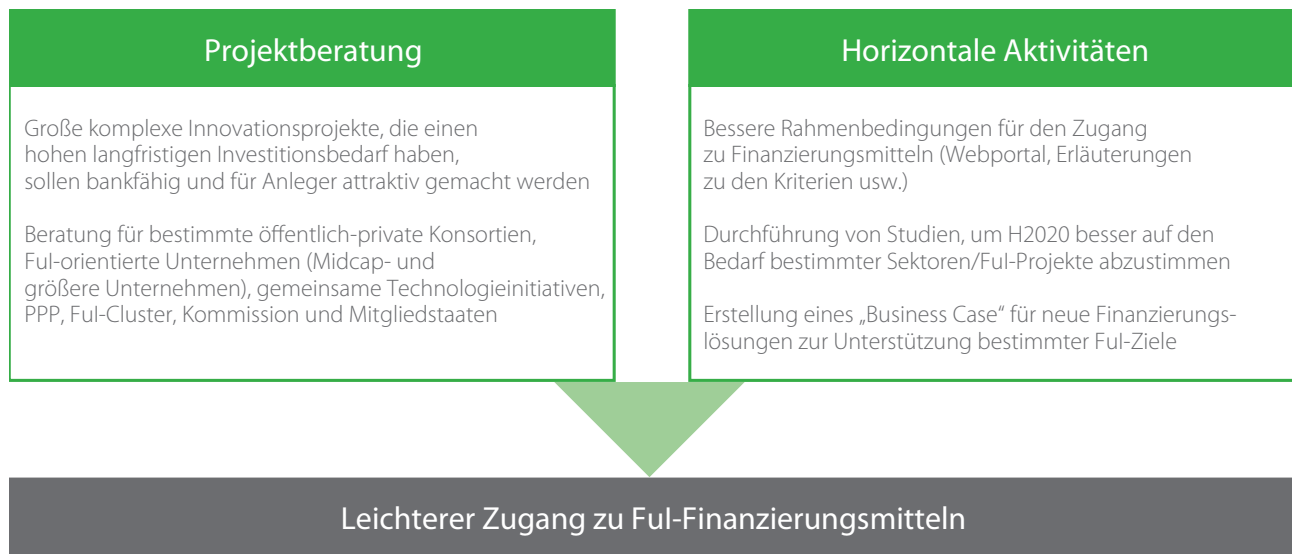 Projektberatung
Große komplexe Innovationsprojekte, die einen
hohen langfristigen Investitionsbedarf haben,
sollen bankfähig und für Anleger attraktiv gemacht werden
Beratung für bestimmte öffentlich-private Konsortien,
FuI-orientierte Unternehmen (Midcap- und
größere Unternehmen), gemeinsame Technologieinitiativen,
PPP, FuI-Cluster, Kommission und Mitgliedstaaten
Horizontale Aktivitäten
Bessere Rahmenbedingungen für den Zugang
zu Finanzierungsmitteln (Webportal, Erläuterungen
zu den Kriterien usw.)
Durchführung von Studien, um H2020 besser auf den
Bedarf bestimmter Sektoren/FuI-Projekte abzustimmen
Erstellung eines „Business Case“ für neue Finanzierungs-
lösungen zur Unterstützung bestimmter FuI-Ziele
Leichterer Zugang zu FuI-Finanzierungsmitteln